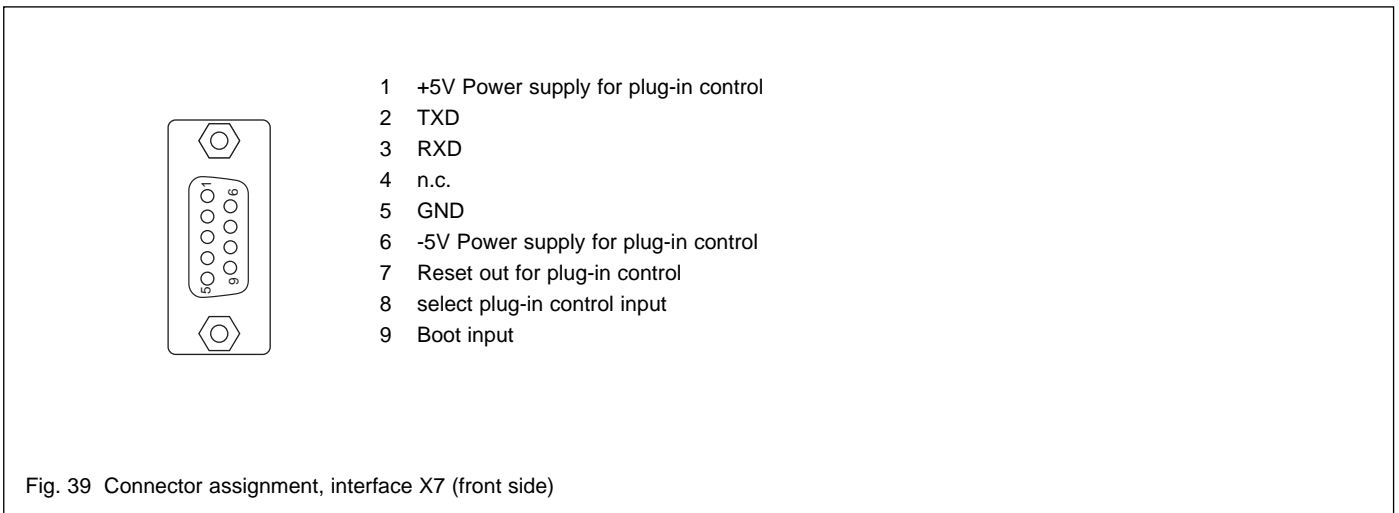 1 +5V Power supply for plug-in control
2 TXD
3 RXD
4 n.c.
5 GND
6 -5V Power supply for plug-in control
7 Reset out for plug-in control
8 select plug-in control input
9 Boot input
1
6
5
9
Fig. 39 Connector assignment, interface X7 (front side)